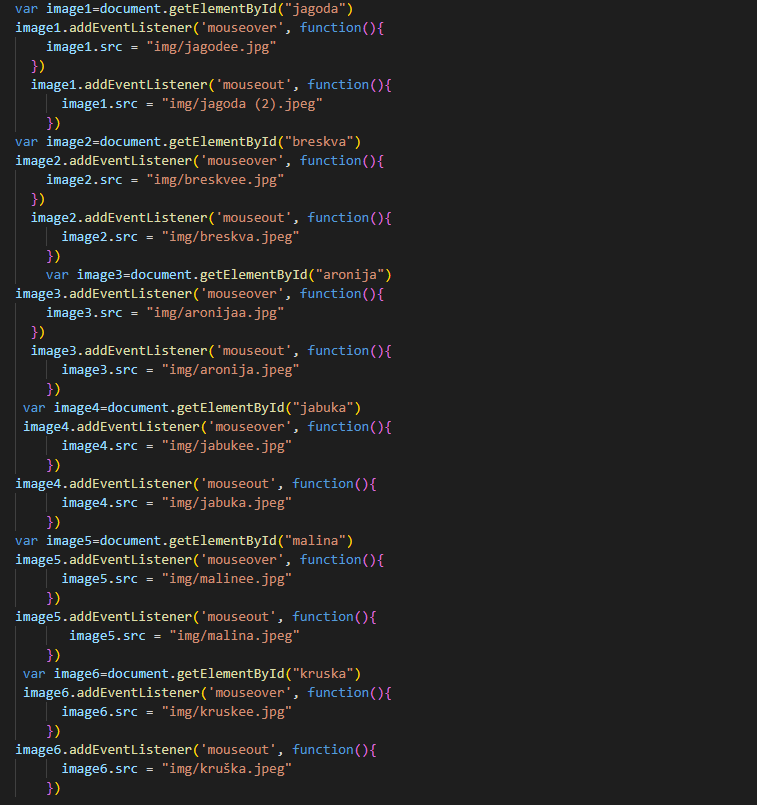 var image1=document.getElementById("jagoda")
image1.addEventListener('mouseover', function(){
    image1.src = "img/jagodee.jpg"
  })
  image1.addEventListener('mouseout', function(){
      image1.src = "img/jagoda (2).jpeg"
    })
var image2=document.getElementById("breskva")
image2.addEventListener('mouseover', function(){
    image2.src = "img/breskvee.jpg"
  })
  image2.addEventListener('mouseout', function(){
      image2.src = "img/breskva.jpeg"
    })
    var image3=document.getElementById("aronija")
image3.addEventListener('mouseover', function(){
    image3.src = "img/aronijaa.jpg"
  })
  image3.addEventListener('mouseout', function(){
      image3.src = "img/aronija.jpeg"
    })
 var image4=document.getElementById("jabuka")
 image4.addEventListener('mouseover', function(){
      image4.src = "img/jabukee.jpg"
    })
image4.addEventListener('mouseout', function(){
      image4.src = "img/jabuka.jpeg"
    })
var image5=document.getElementById("malina")
image5.addEventListener('mouseover', function(){
      image5.src = "img/malinee.jpg"
    })
image5.addEventListener('mouseout', function(){
       image5.src = "img/malina.jpeg"
    })
 var image6=document.getElementById("kruska")
 image6.addEventListener('mouseover', function(){
      image6.src = "img/kruskee.jpg"
    })
image6.addEventListener('mouseout', function(){
      image6.src = "img/kruška.jpeg"
    })